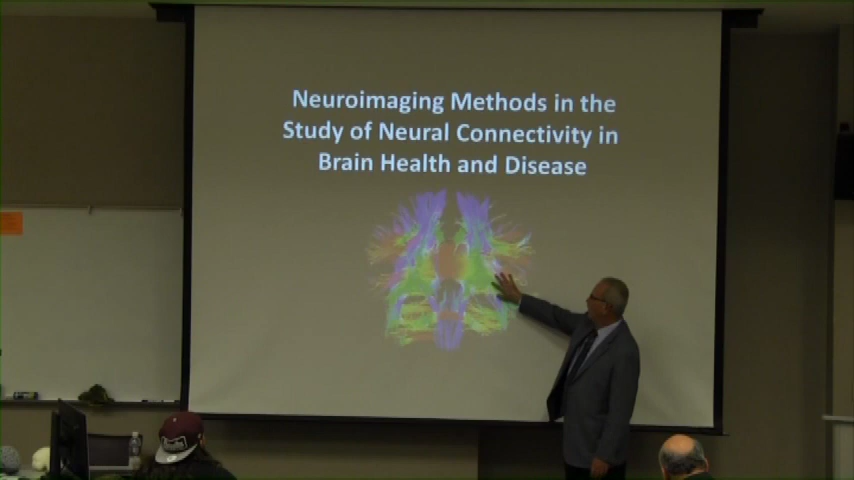 Neuroimaging Methods in the
Study of Neural Connectivity in
Brain Health and Disease